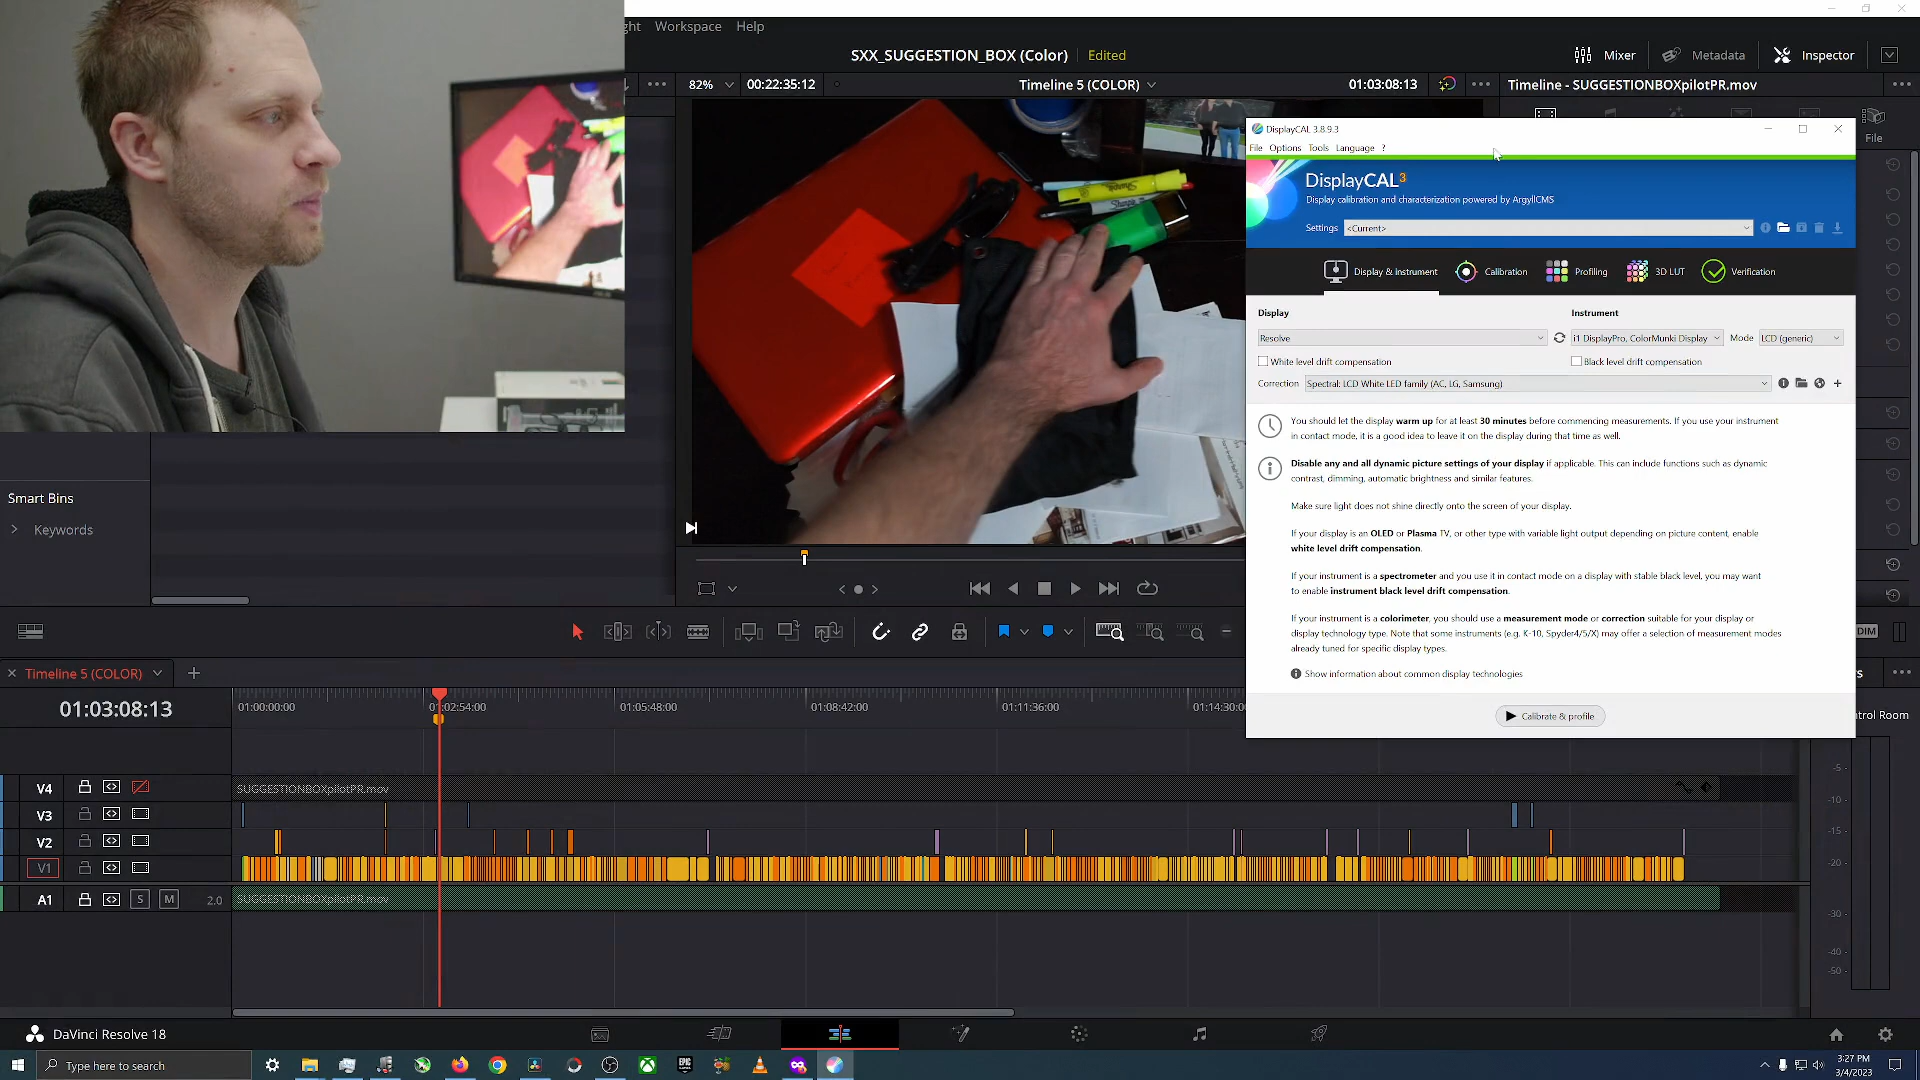 ght Workspace Help
SXX_SUGGESTION_BOX (Color) Edited
Mixer Metadata Inspector
82% 00:22:35:12 Timeline 5 (COLOR) 01:03:08:13 Timeline - SUGGESTIONBOXpilotPR.mov
File
DisplayCAL 3.8.9.3
File Options Tools Language ?
DisplayCAL3
Display calibration and characterization powered by ArgyllCMS
Settings <Current>
Display & instrument Calibration Profiling 3D LUT Verification
Display Instrument
Resolve i1 DisplayPro, ColorMunki Display Mode LCD (generic)
White level drift compensation Black level drift compensation
Correction Spectral: LCD White LED family (AC, LG, Samsung)
You should let the display warm up for at least 30 minutes before commencing measurements. If you use your instrument
in contact mode, it is a good idea to leave it on the display during that time as well.
Disable any and all dynamic picture settings of your display if applicable. This can include functions such as dynamic
contrast, dimming, automatic brightness and similar features.
Make sure light does not shine directly onto the screen of your display.
If your display is an OLED or Plasma TV, or other type with variable light output depending on picture content, enable
white level drift compensation.
If your instrument is a spectrometer and you use it in contact mode on a display with stable black level, you may want
to enable instrument black level drift compensation.
If your instrument is a colorimeter, you should use a measurement mode or correction suitable for your display or
display technology type. Note that some instruments (e.g. K-10, Spyder4/5/X) may offer a selection of measurement modes
already tuned for specific display types.
Show information about common display technologies
Calibrate & profile
Smart Bins
Keywords
DIM
Timeline 5 (COLOR)
s
01:03:08:13
01:00:00:00 01:02:54:00 01:05:48:00 01:08:42:00 01:11:36:00 01:14:30:00
trol Room
V4 SUGGESTIONBOXpilotPR.mov
V3
V2
V1
A1 S M 2.0 SUGGESTIONBOXpilotPR.mov
-5
-10
-15
-20
-30
-40
-50
DaVinci Resolve 18
Type here to search
EPIC
3:27 PM
3/4/2023